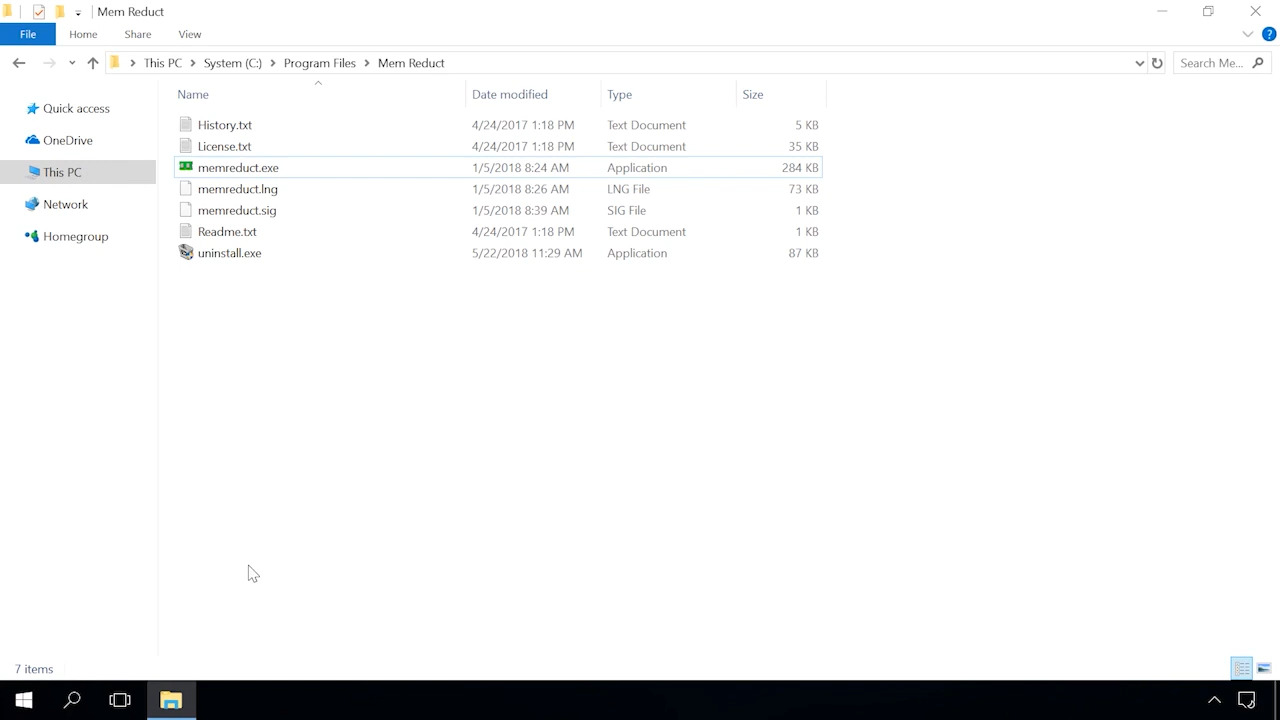 Mem Reduct
File Home Share View
This PC System (C:) Program Files Mem Reduct Search Me...
Name Date modified Type Size
Quick access
OneDrive
This PC
Network
Homegroup
History.txt 4/24/2017 1:18 PM Text Document 5 KB
License.txt 4/24/2017 1:18 PM Text Document 35 KB
memreduct.exe 1/5/2018 8:24 AM Application 284 KB
memreduct.lng 1/5/2018 8:26 AM LNG File 73 KB
memreduct.sig 1/5/2018 8:39 AM SIG File 1 KB
Readme.txt 4/24/2017 1:18 PM Text Document 1 KB
uninstall.exe 5/22/2018 11:29 AM Application 87 KB
7 items